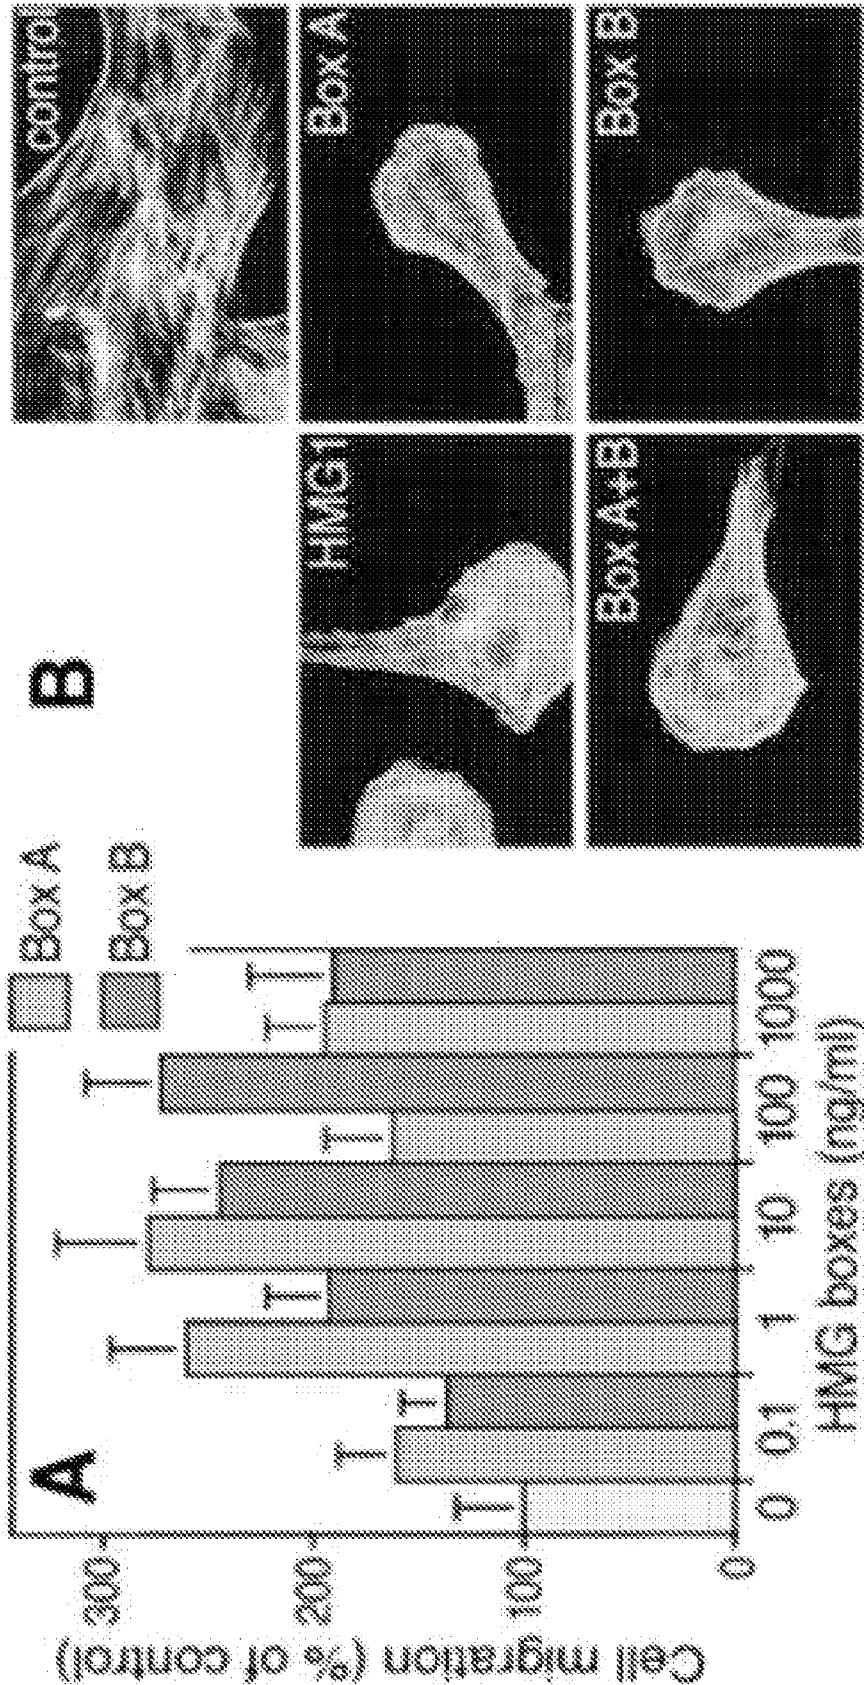 A
Cell migration (% of control)
300
200
100
0
0 0.1 1 10 100 1000
HMG boxes (ng/ml)
Box A
Box B
B
control
HMG1
Box A
Box A+B
Box B